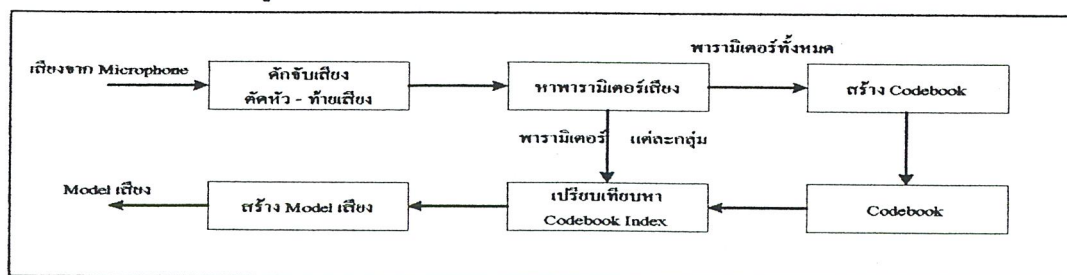 พารามิเตอร์ทั้งหมด
เสียงจาก Microphone
ดักจับเสียง
ตัดหัว - ท้ายเสียง
หาพารามิเตอร์เสียง
สร้าง Codebook
พารามิเตอร์ แต่ละกลุ่ม
Model เสียง
สร้าง Model เสียง
เปรียบเทียบหา
Codebook Index
Codebook